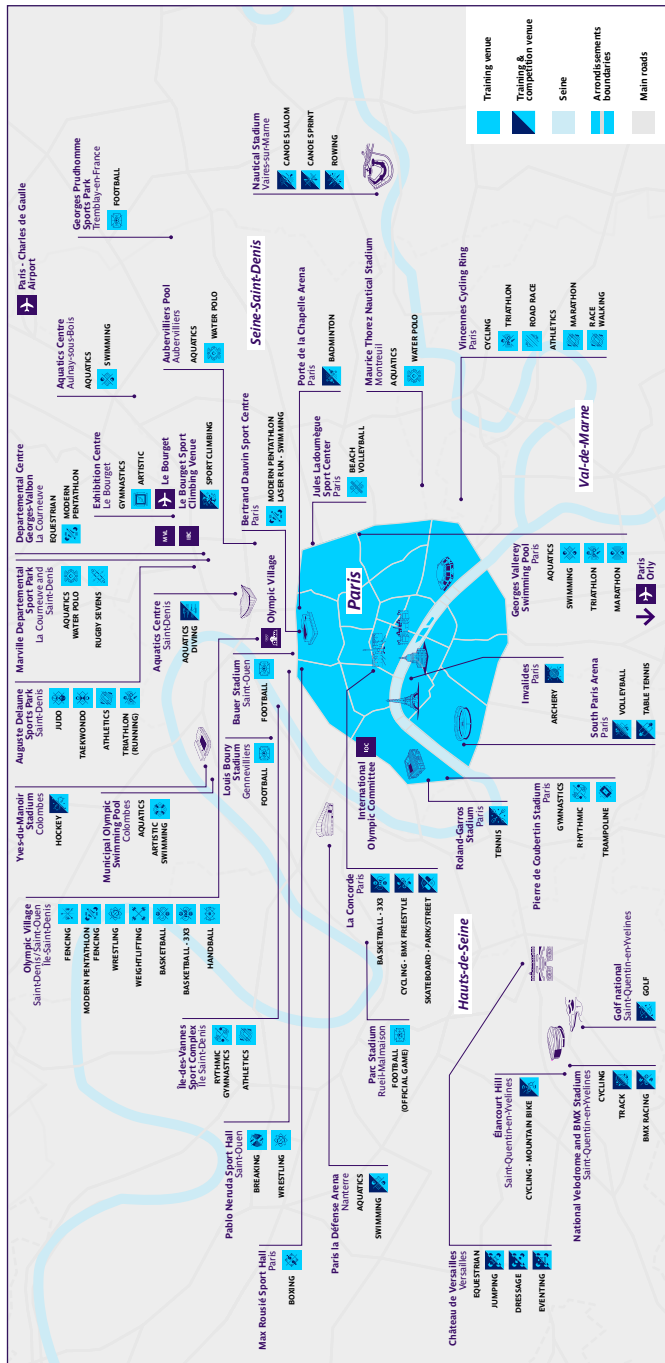 Max Rousié Sport Hall
Paris
BOXING
Pablo Neruda Sport Hall
Saint-Ouen
BREAKING
WRESTLING
Île-des-Vannes
Sport Complex
Île Saint-Denis
RYTHMIC
GYMNASTICS
ATHLETICS
Olympic Village
Saint-Denis/Saint-Ouen
Île-Saint-Denis
FENCING
MODERN PENTATHLON
FENCING
WRESTLING
WEIGHTLIFTING
BASKETBALL
BASKETBALL - 3X3
HANDBALL
Yves-du-Manoir
Stadium
Colombes
HOCKEY
Municipal Olympic
Swimming Pool
Colombes
AQUATICS
ARTISTIC
SWIMMING
Louis Boury
Stadium
Gennevilliers
FOOTBALL
Auguste Delaune
Sports Park
Saint-Denis
JUDO
TAEKWONDO
ATHLETICS
TRIATHLON
(RUNNING)
Bauer Stadium
Saint-Ouen
FOOTBALL
Marville Departemental
Sport Park
La Courneuve and
Saint-Denis
AQUATICS
WATER POLO
RUGBY SEVENS
Aquatics Centre
Saint-Denis
AQUATICS
DIVING
Olympic Village
Departemental Centre
Georges-Valbon
La Courneuve
EQUESTRIAN
MODERN
PENTATHLON
Exhibition Centre
Le Bourget
GYMNASTICS
ARTISTIC
MVL
IBC
Le Bourget
Le Bourget Sport
Climbing Venue
SPORT CLIMBING
Bertrand Dauvin Sport Centre
Paris
MODERN PENTATHLON
LASER RUN - SWIMMING
Aquatics Centre
Aulnay-sous-Bois
AQUATICS
SWIMMING
Aubervilliers Pool
Aubervilliers
AQUATICS
WATER POLO
Paris - Charles de Gaulle
Airport
Georges Prudhomme
Sports Park
Tremblay-en-France
FOOTBALL
Seine-Saint-Denis
Nautical Stadium
Vaires-sur-Marne
CANOE SLALOM
CANOE SPRINT
ROWING
Porte de la Chapelle Arena
Paris
BADMINTON
Jules Ladoumègue
Sport Center
Paris
BEACH
VOLLEYBALL
Maurice Thorez Nautical Stadium
Montreuil
AQUATICS
WATER POLO
Paris la Défense Arena
Nanterre
AQUATICS
SWIMMING
Parc Stadium
Rueil-Malmaison
FOOTBALL
(OFFICIAL GAME)
La Concorde
Paris
BASKETBALL - 3X3
CYCLING - BMX FREESTYLE
SKATEBOARD - PARK/STREET
International
Olympic Committee
IOC
Paris
Vincennes Cycling Ring
Paris
CYCLING
TRIATHLON
ROAD RACE
ATHLETICS
MARATHON
RACE
WALKING
Hauts-de-Seine
Roland-Garros
Stadium
Paris
TENNIS
Invalides
Paris
ARCHERY
Georges Vallerey
Swimming Pool
Paris
AQUATICS
SWIMMING
TRIATHLON
MARATHON
Val-de-Marne
Château de Versailles
Versailles
EQUESTRIAN
JUMPING
DRESSAGE
EVENTING
Élancourt Hill
Saint-Quentin-en-Yvelines
CYCLING - MOUNTAIN BIKE
National Velodrome and BMX Stadium
Saint-Quentin-en-Yvelines
CYCLING
TRACK
BMX RACING
Golf national
Saint-Quentin-en-Yvelines
GOLF
Pierre de Coubertin Stadium
Paris
GYMNASTICS
RHYTHMIC
TRAMPOLINE
South Paris Arena
Paris
VOLLEYBALL
TABLE TENNIS
Paris
Orly
Training venue
Training &
competition venue
Seine
Arrondissements
boundaries
Main roads